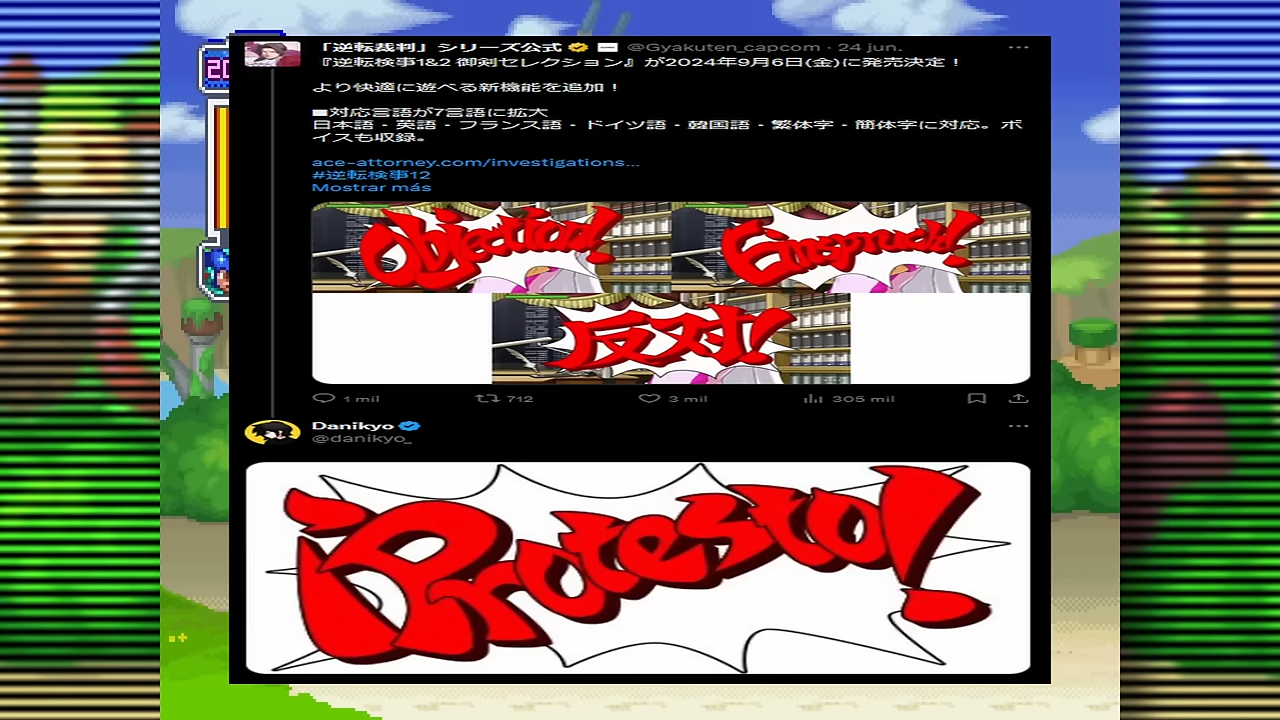 20
「逆転裁判」シリーズ公式 @Gyakuten_capcom · 24 jun.
『逆転検事1&2 御剣セレクション』が2024年9月6日(金)に発売決定！
より快適に遊べる新機能を追加！
■対応言語が7言語に拡大
日本語・英語・フランス語・ドイツ語・韓国語・繁体字・簡体字に対応。ボ
イスも収録。
ace-attorney.com/investigations...
#逆転検事12
Mostrar más
Objection!
Einspruch!
反対!
1 mil 712 3 mil 305 mil
Danikyo
@danikyo_
¡Protesto!